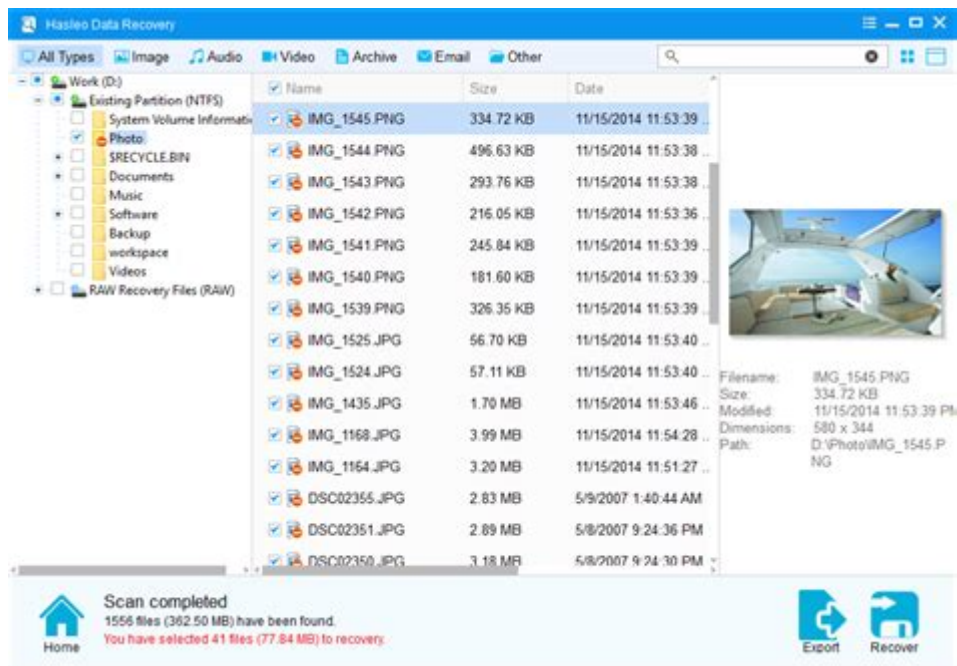 Hasleo Data Recovery
All Types Image Audio Video Archive Email Other
Work (D:)
Existing Partition (NTFS)
System Volume Informati
Photo
$RECYCLE.BIN
Documents
Music
Software
Backup
workspace
Videos
RAW Recovery Files (RAW)
Name Size Date
IMG_1545.PNG 334.72 KB 11/15/2014 11:53:39 ..
IMG_1544.PNG 496.63 KB 11/15/2014 11:53:38 ..
IMG_1543.PNG 293.76 KB 11/15/2014 11:53:38 ..
IMG_1542.PNG 216.05 KB 11/15/2014 11:53:36 ..
IMG_1541.PNG 245.84 KB 11/15/2014 11:53:39 ..
IMG_1540.PNG 181.60 KB 11/15/2014 11:53:39 ..
IMG_1539.PNG 326.35 KB 11/15/2014 11:53:39 ..
IMG_1525.JPG 56.70 KB 11/15/2014 11:53:40 ..
IMG_1524.JPG 57.11 KB 11/15/2014 11:53:40 ..
IMG_1435.JPG 1.70 MB 11/15/2014 11:53:46 ..
IMG_1168.JPG 3.99 MB 11/15/2014 11:54:28 ..
IMG_1164.JPG 3.20 MB 11/15/2014 11:51:27 ..
DSC02355.JPG 2.83 MB 5/9/2007 1:40:44 AM
DSC02351.JPG 2.89 MB 5/8/2007 9:24:36 PM
DSC02350.JPG 3.18 MB 5/8/2007 9:24:30 PM
Filename: IMG_1545.PNG
Size: 334.72 KB
Modified: 11/15/2014 11:53:39 PM
Dimensions: 580 x 344
Path: D:\Photo\IMG_1545.P
NG
Scan completed
1556 files (362.50 MB) have been found.
You have selected 41 files (77.84 MB) to recovery.
Home
Export Recover